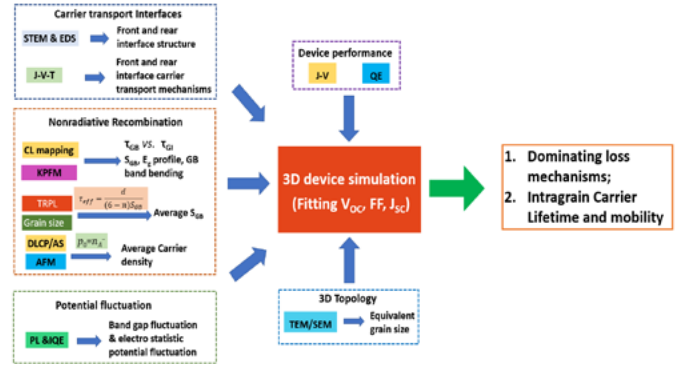 Carrier transport Interfaces
STEM & EDS
Front and rear
interface structure
J-V-T
Front and rear
interface carrier
transport mechanisms
Nonradiative Recombination
CL mapping
KPFM
τGB VS. τGI
SGB, Eg profile, GB
band bending
TRPL
Grain size
τeff = d / (6−n)SGB
Average SGB
DLCP/AS
AFM
p0≈nA-
Average Carrier
density
Potential fluctuation
PL &IQE
Band gap fluctuation
& electro statistic
potential fluctuation
Device performance
J-V
QE
3D device simulation
(Fitting VOC, FF, JSC)
3D Topology
TEM/SEM
Equivalent
grain size
1. Dominating loss
mechanisms;
2. Intragrain Carrier
Lifetime and mobility